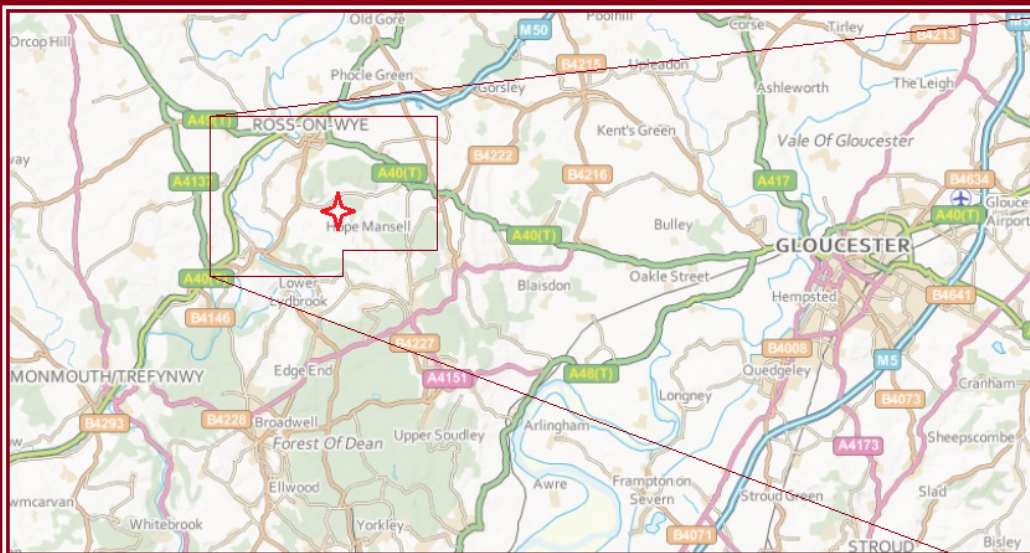 Old Gore
Poolhill
Corse
Tirley
Orcop Hill
M 50
B4213
B4215
Upleadon
Phocle Green
Gorsley
Ashleworth
The Leigh
ROSS-ON-WYE
Kent's Green
Vale Of Gloucester
way
B4222
A40(T)
A4137
B4216
A417
B4634
Hope Mansell
Bulley
A40(T)
A40(T)
Airport
GLOUCESTER
Oakle Street
Blaisdon
Lower
Lydbrook
Hempsted
B4641
B4146
B4227
B4008
M5
Edge End
MONMOUTH/TREFYNWY
A4151
A48(T)
Quedgeley
Cranham
Longney
B4073
B4293
B4228
Broadwell
Arlingham
Upper Soudley
Forest Of Dean
A4173
Sheepscombe
Ellwood
Awre
Frampton on
Severn
Stroud Green
Slad
wmcarvan
Whitebrook
Yorkley
B4071
STROUD
Bisley